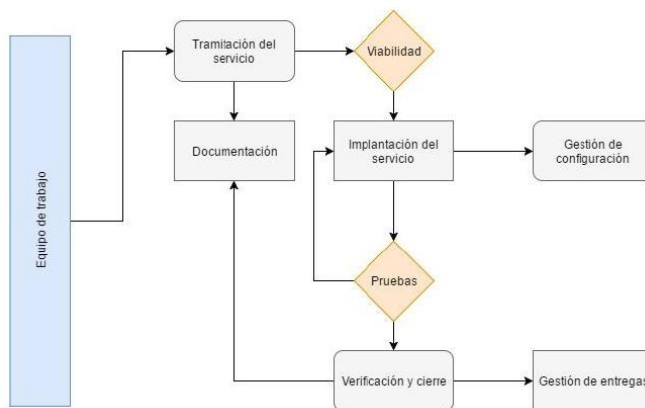 Equipo de trabajo
Tramitación del
servicio
Viabilidad
Documentación
Implantación del
servicio
Gestión de
configuración
Pruebas
Verificación y cierre
Gestión de entregas